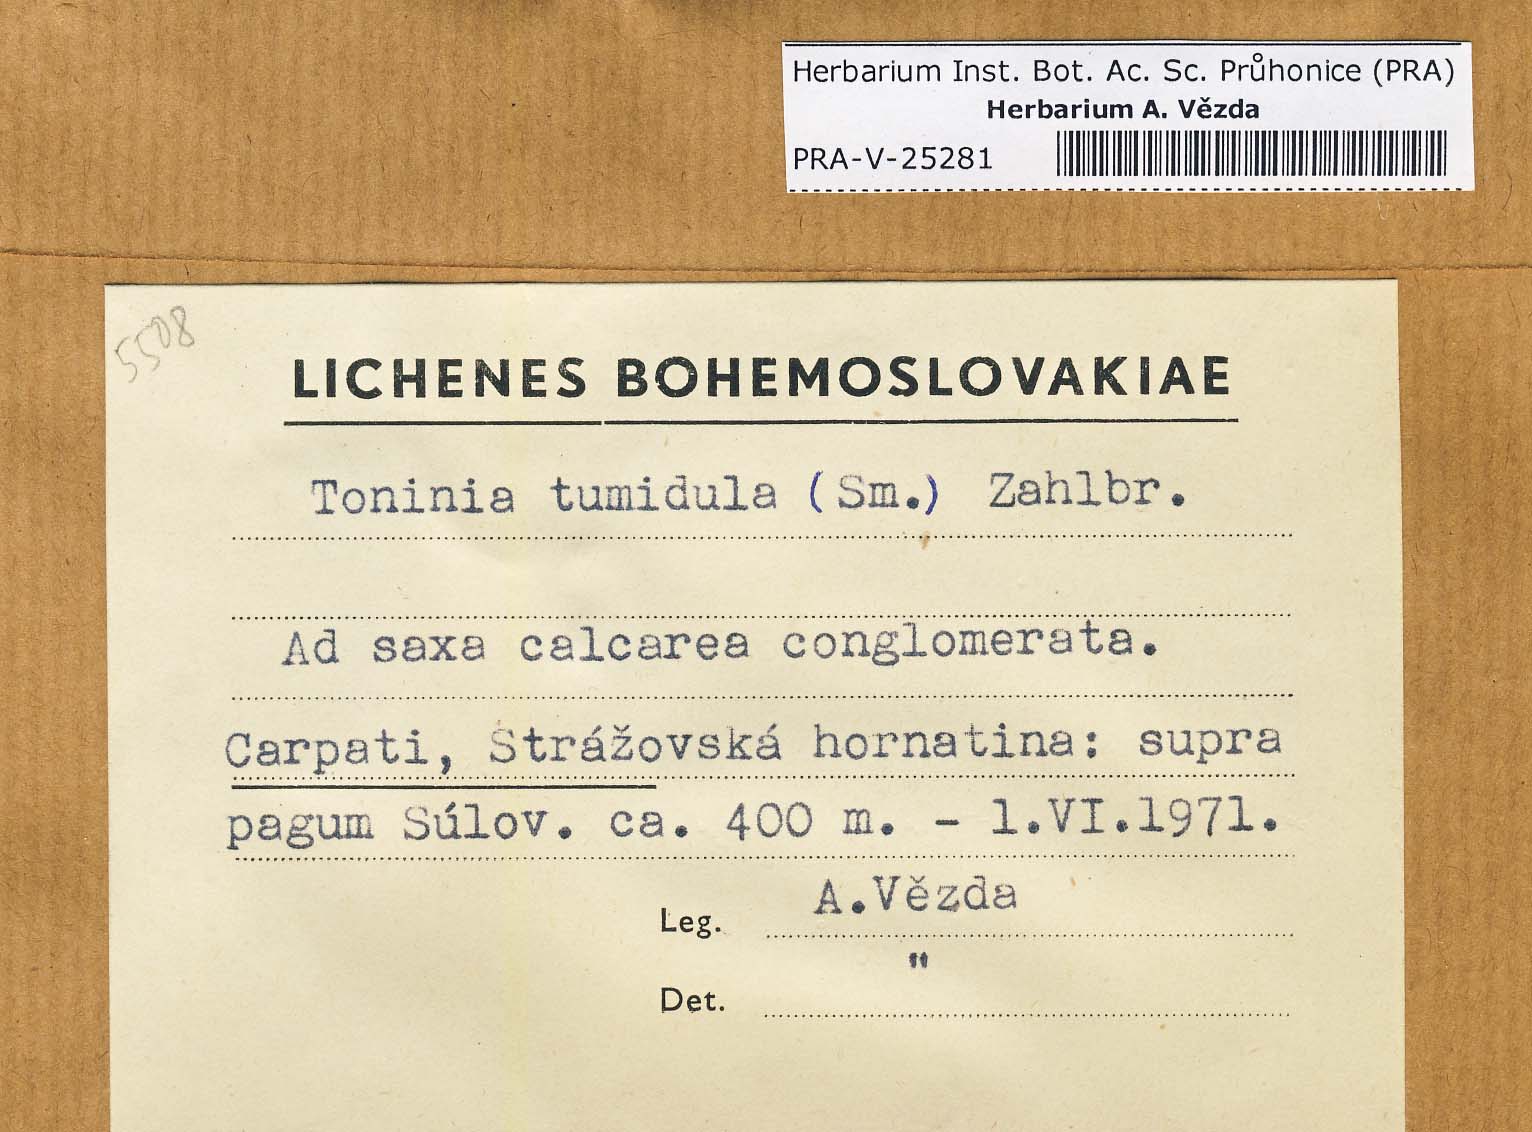 Herbarium Inst. Bot. Ac. Sc. Průhonice (PRA)
Herbarium A. Vězda
PRA-V-25281
5508
LICHENES BOHEMOSLOVAKIAE
Toninia tumidula (Sm.) Zahlbr.
Ad saxa calcarea conglomerata.
Carpati, Strážovská hornatina: supra
pagum Súlov. ca. 400 m. - 1.VI.1971.
Leg. A.Vězda
Det. "